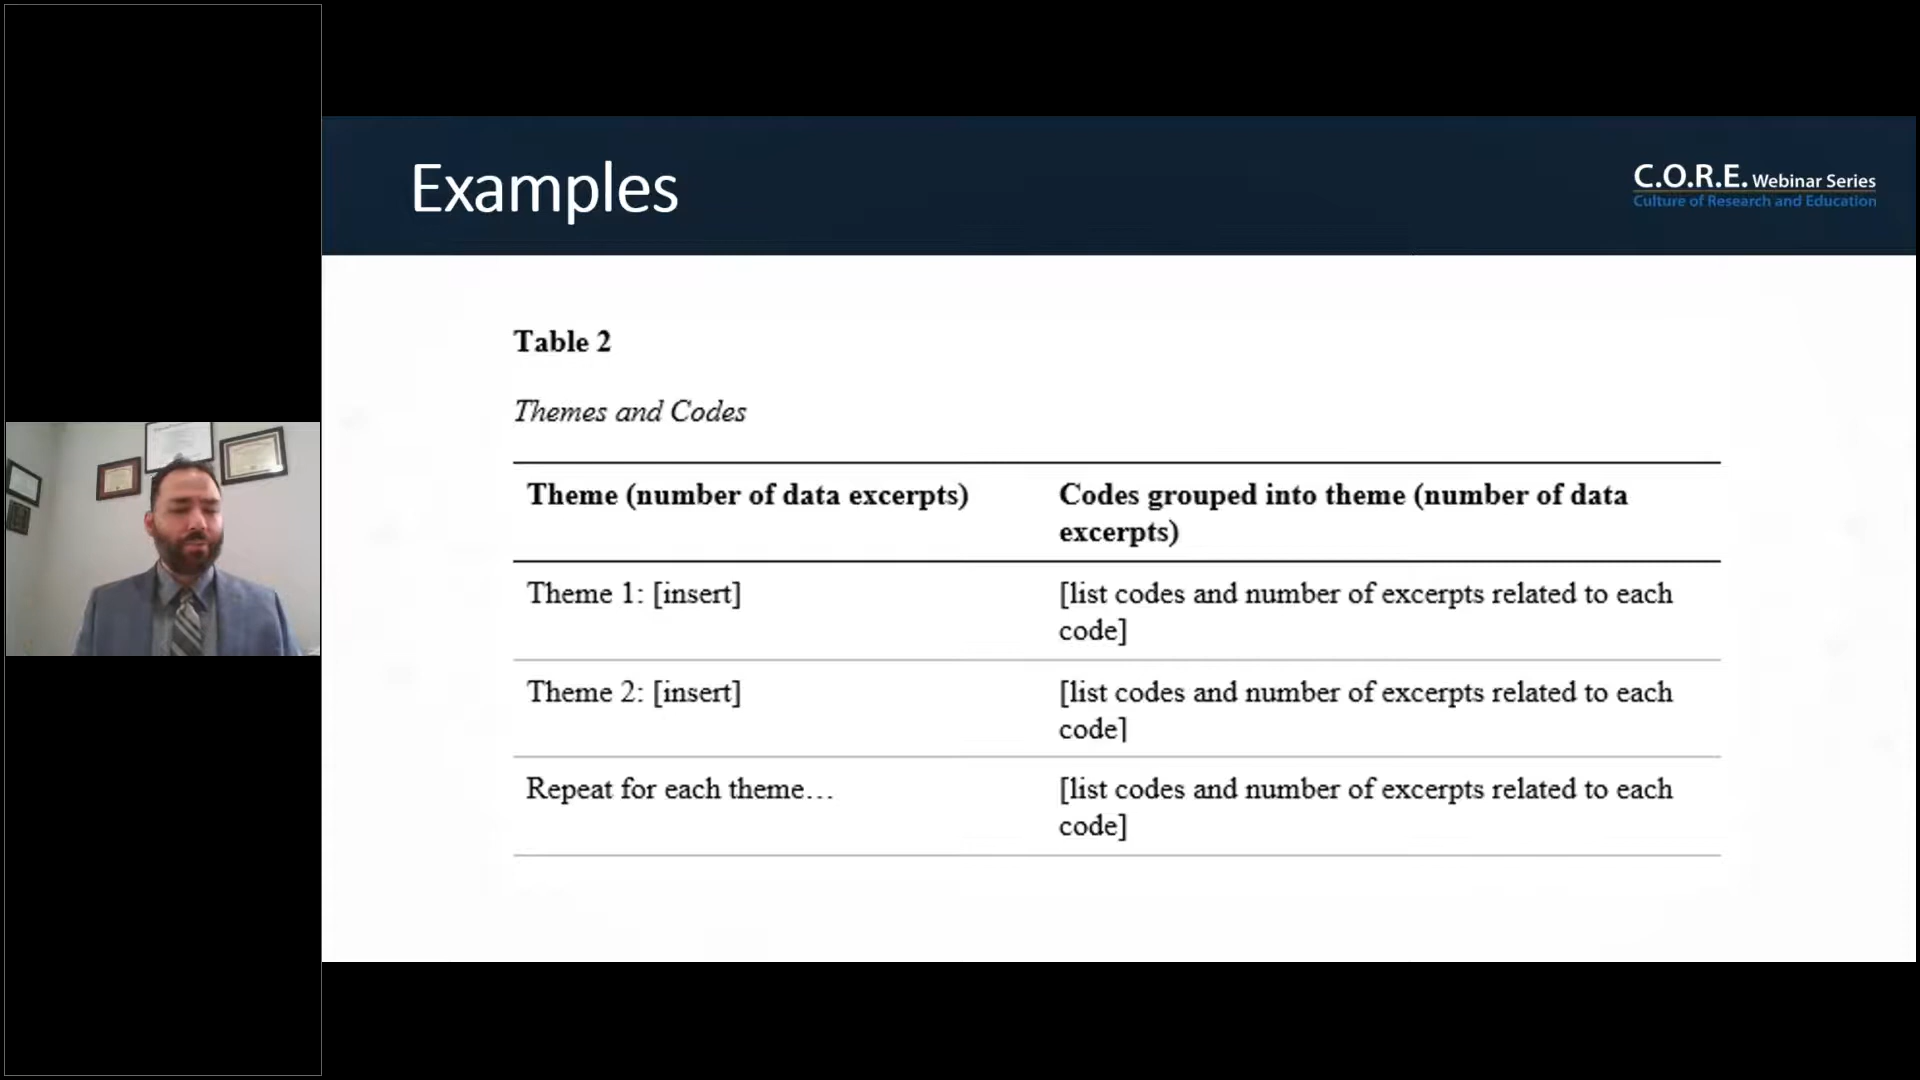 Examples
C.O.R.E. Webinar Series
Culture of Research and Education
Table 2
Themes and Codes
Theme (number of data excerpts)
Codes grouped into theme (number of data
excerpts)
Theme 1: [insert]
[list codes and number of excerpts related to each
code]
Theme 2: [insert]
[list codes and number of excerpts related to each
code]
Repeat for each theme…
[list codes and number of excerpts related to each
code]